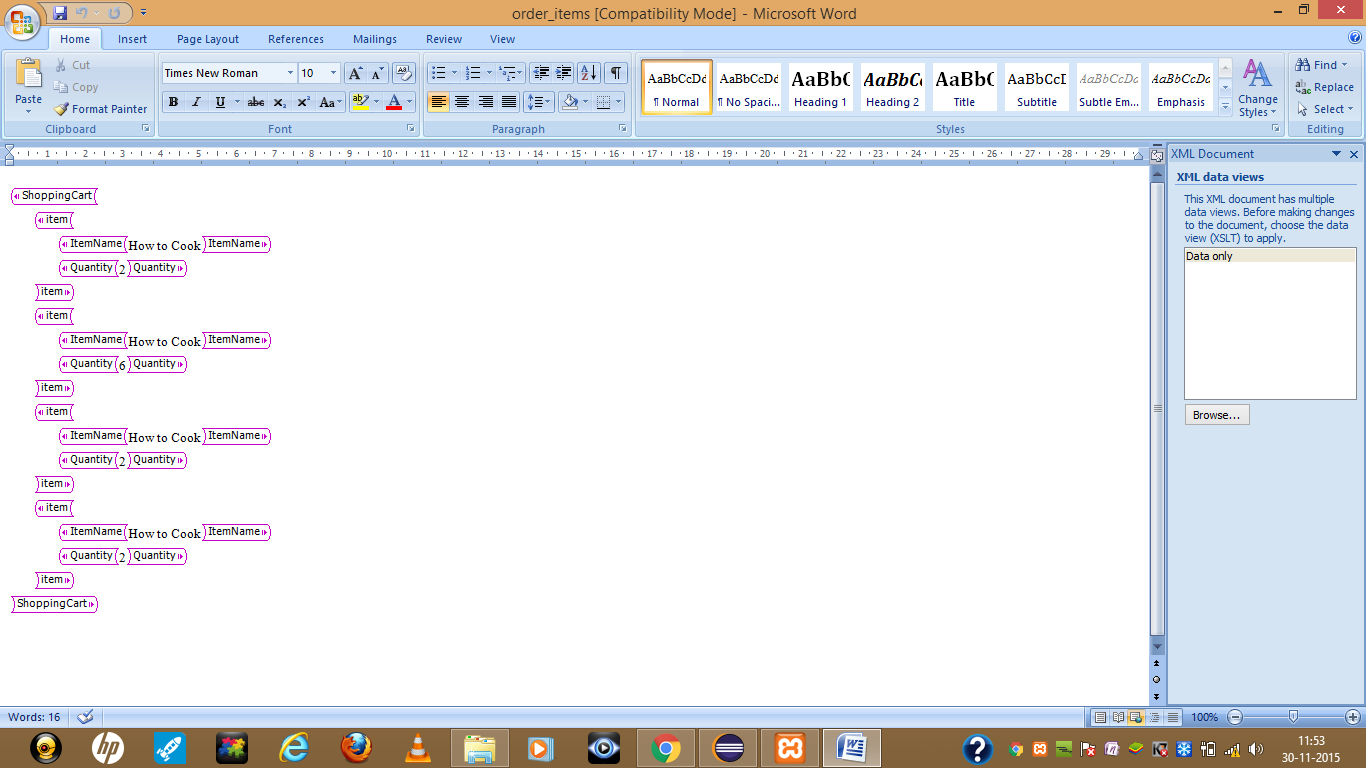 order_items [Compatibility Mode] - Microsoft Word
Home Insert Page Layout References Mailings Review View
Paste
Cut
Copy
Format Painter
Clipboard
Times New Roman 10
B I U abc x₂ x² Aa
Font
Paragraph
AaBbCcDc AaBbCcDc AaBbC AaBbCc AaBbC AaBbCcI AaBbCcDc AaBbCcDc
¶ Normal ¶ No Spaci... Heading 1 Heading 2 Title Subtitle Subtle Em... Emphasis
Change Styles
Styles
Find
Replace
Select
Editing
1 2 3 4 5 6 7 8 9 10 11 12 13 14 15 16 17 18 19 20 21 22 23 24 25 26 27 28 29
ShoppingCart
item
ItemName How to Cook ItemName
Quantity 2 Quantity
item
item
ItemName How to Cook ItemName
Quantity 6 Quantity
item
item
ItemName How to Cook ItemName
Quantity 2 Quantity
item
item
ItemName How to Cook ItemName
Quantity 2 Quantity
item
ShoppingCart
XML Document
XML data views
This XML document has multiple
data views. Before making changes
to the document, choose the data
view (XSLT) to apply.
Data only
Browse...
Words: 16
100%
11:53
30-11-2015